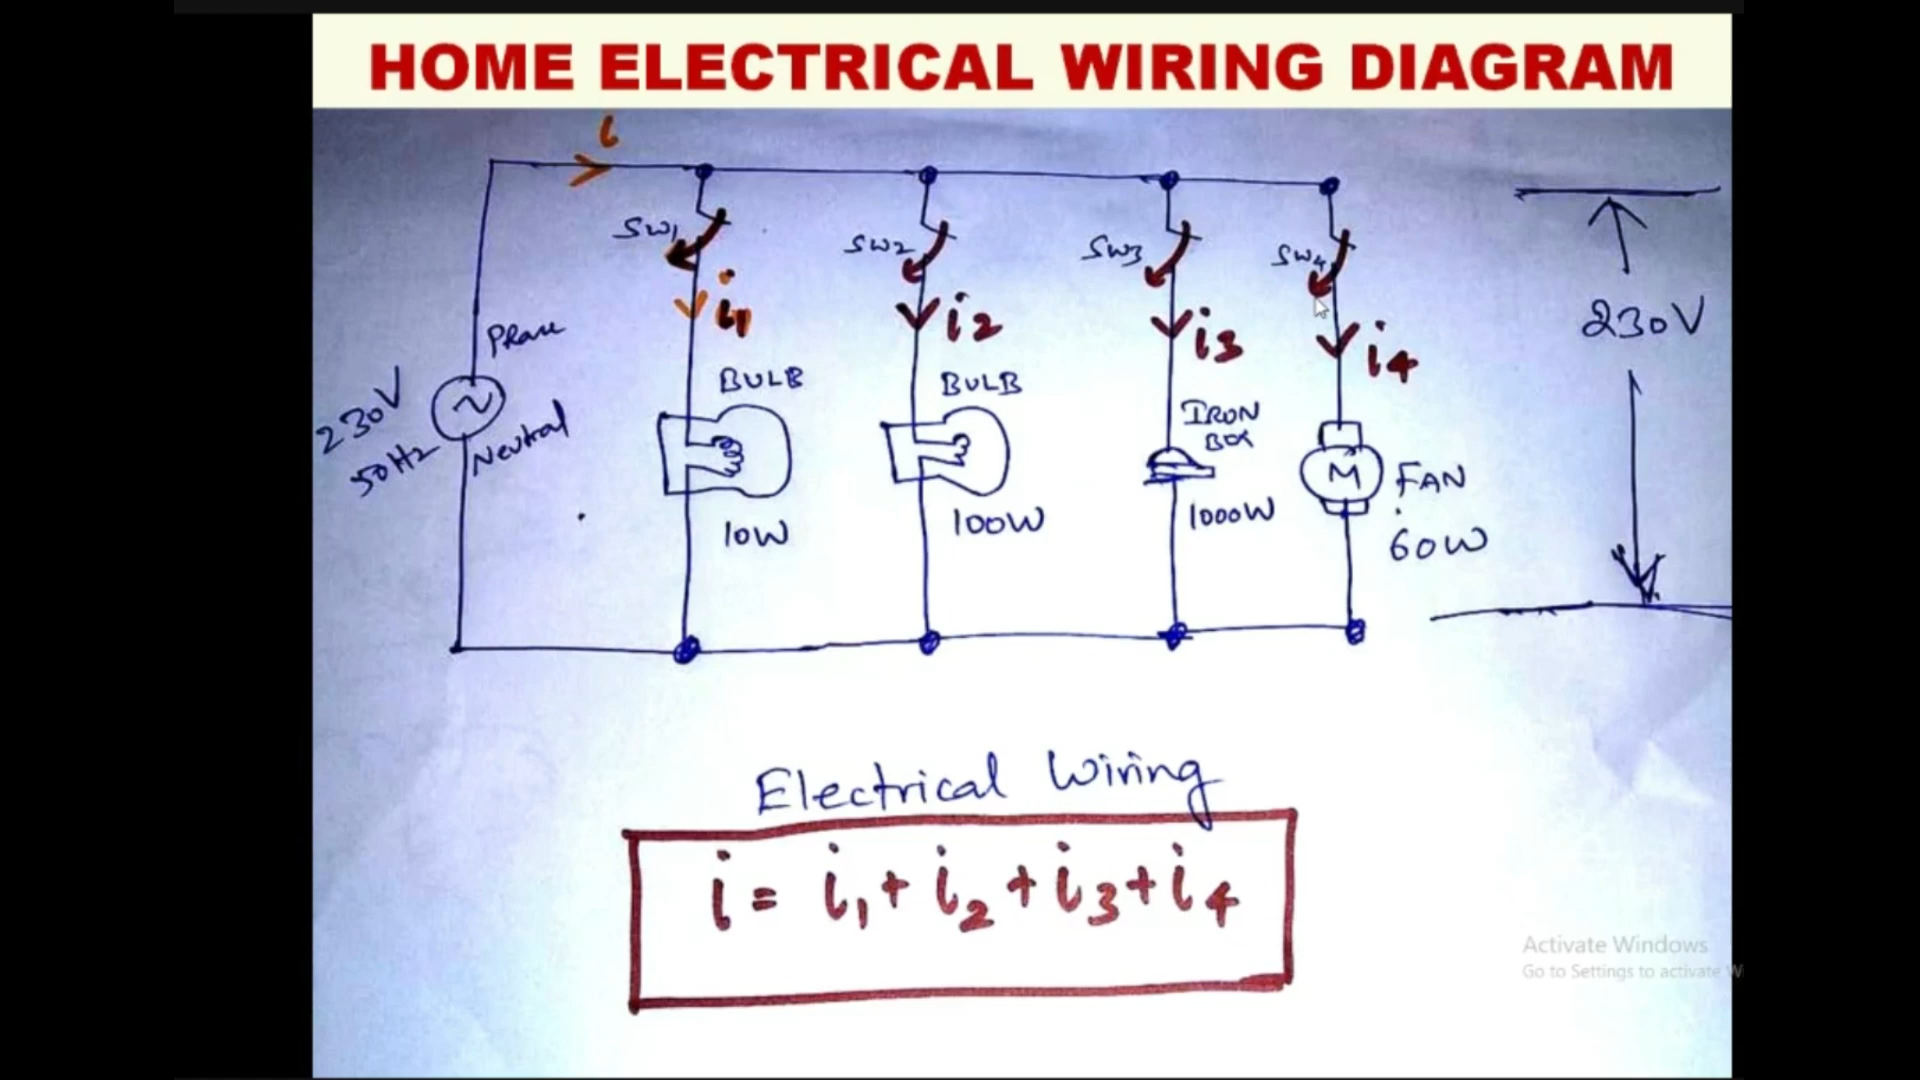 HOME ELECTRICAL WIRING DIAGRAM
i
SW1
SW2
SW3
SW4
i1
i2
i3
i4
230V
Phase
230V
50Hz
Neutral
BULB
BULB
IRON
BOX
FAN
10W
100W
1000W
60W
M
Electrical Wiring
i = i1 + i2 + i3 + i4
Activate Windows
Go to Settings to activate W